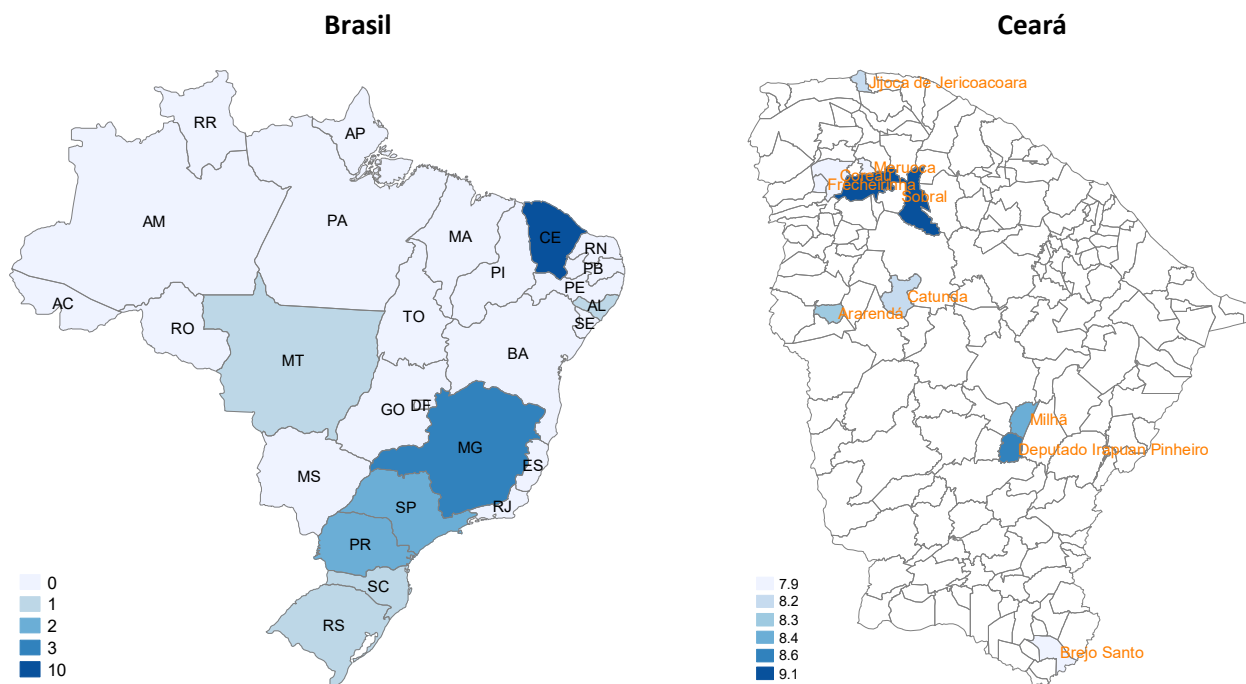 Brasil
RR
AP
AM
PA
MA
CE
RN
PB
PI
PE
AL
SE
AC
RO
TO
BA
MT
GO
DF
MG
ES
MS
RJ
SP
PR
SC
RS
0
1
2
3
10
Ceará
Jijoca de Jericoacoara
Meruoca
Coreaú
Frecheirinha
Sobral
Catunda
Ararendá
Milhã
Deputado Irapuan Pinheiro
Brejo Santo
7.9
8.2
8.3
8.4
8.6
9.1